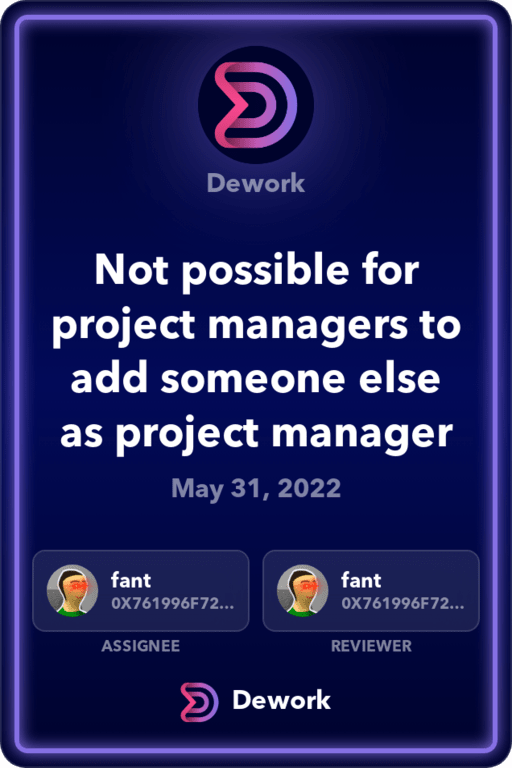 Dework
Not possible for
project managers to
add someone else
as project manager
May 31, 2022
fant
0X761996F72...
ASSIGNEE
fant
0X761996F72...
REVIEWER
Dework